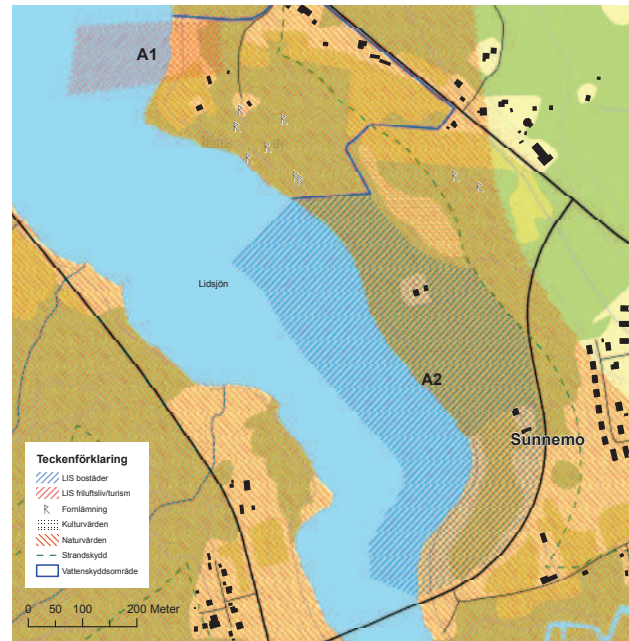 A1
Lidsjön
A2
Sunnemo
Teckenförklaring
LIS bostäder
LIS friluftsliv/turism
Fornlämning
Kulturvärden
Naturvärden
Strandskydd
Vattenskyddsområde
0 50 100 200 Meter